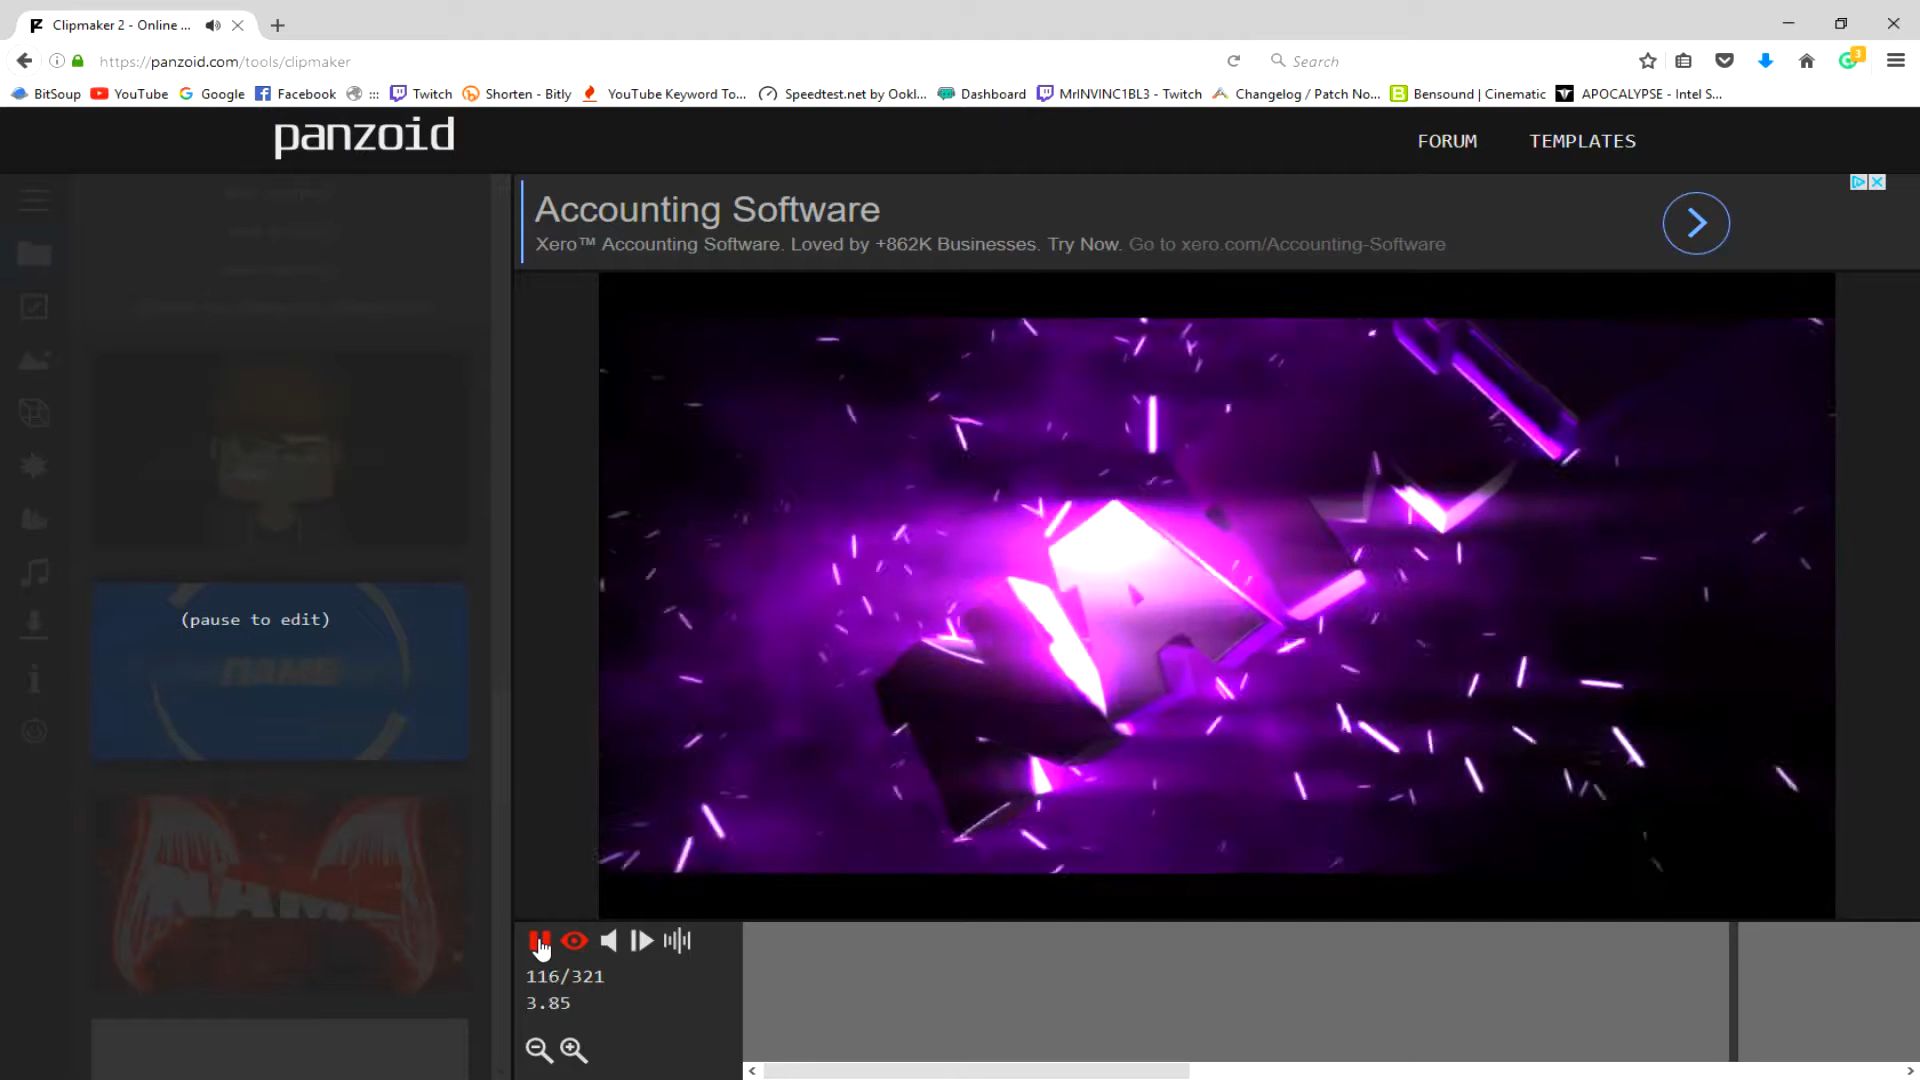 Clipmaker 2 - Online ...
https://panzoid.com/tools/clipmaker
Search
3
BitSoup
YouTube
Google
Facebook
:::
Twitch
Shorten - Bitly
YouTube Keyword To...
Speedtest.net by Ookl...
Dashboard
MrINVINC1BL3 - Twitch
Changelog / Patch No...
Bensound | Cinematic
APOCALYPSE - Intel S...
panzoid
FORUM
TEMPLATES
Accounting Software
Xero™ Accounting Software. Loved by +862K Businesses. Try Now. Go to xero.com/Accounting-Software
(pause to edit)
NAME
NAME
116/321
3.85